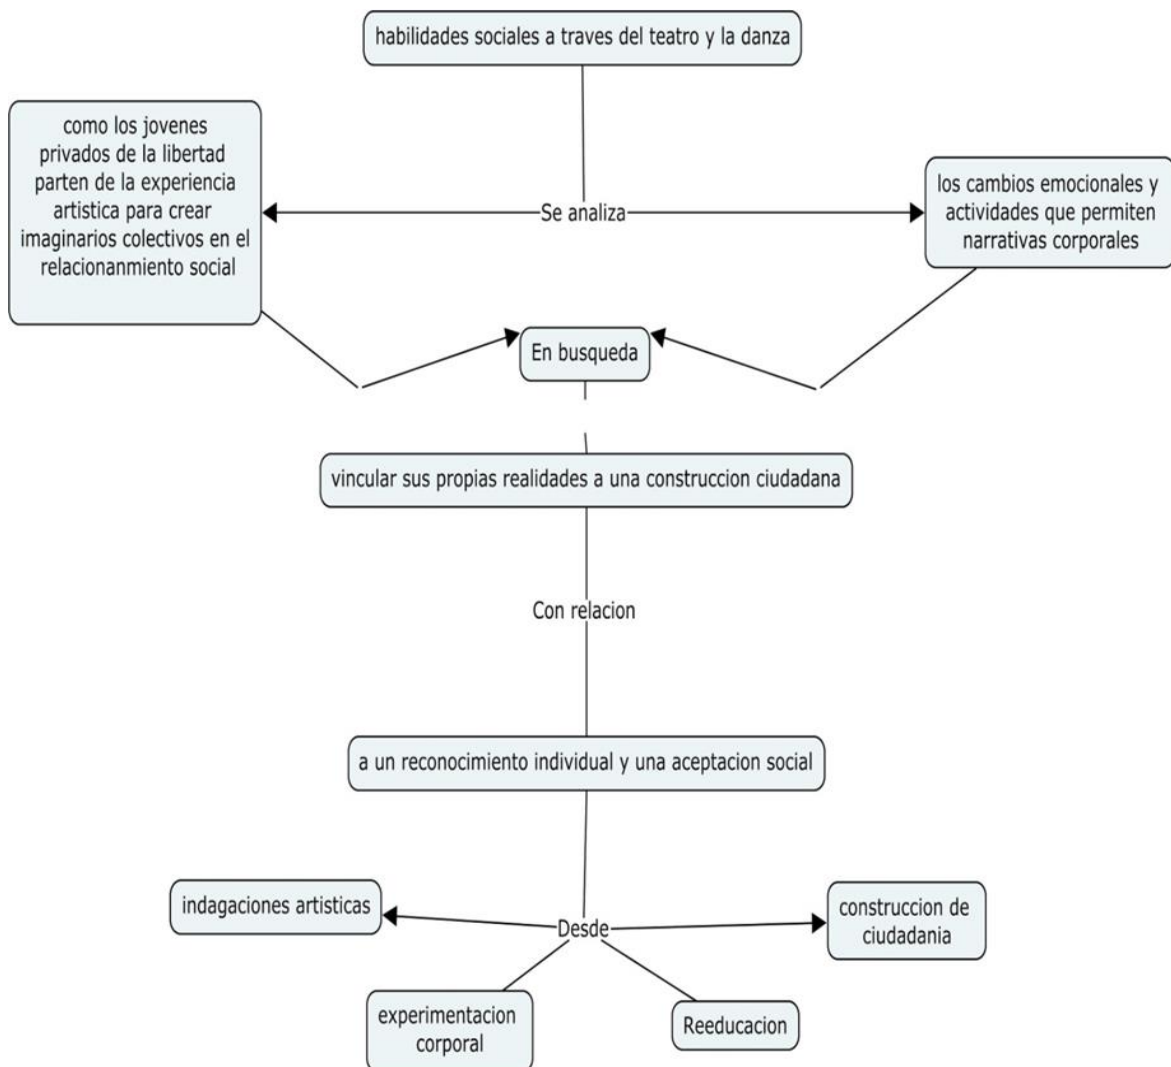 habilidades sociales a traves del teatro y la danza
como los jovenes
privados de la libertad
parten de la experiencia
artistica para crear
imaginarios colectivos en el
relacionanmiento social
Se analiza
los cambios emocionales y
actividades que permiten
narrativas corporales
En busqueda
vincular sus propias realidades a una construccion ciudadana
Con relacion
a un reconocimiento individual y una aceptacion social
indagaciones artisticas
Desde
construccion de
ciudadania
experimentacion
corporal
Reeducacion